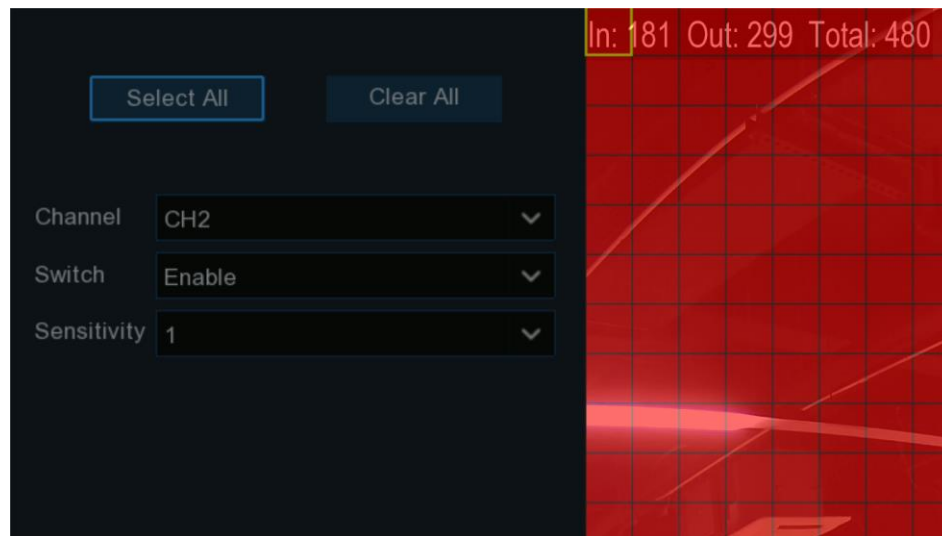 In: 181 Out: 299 Total: 480
Select All Clear All
Channel CH2
Switch Enable
Sensitivity 1